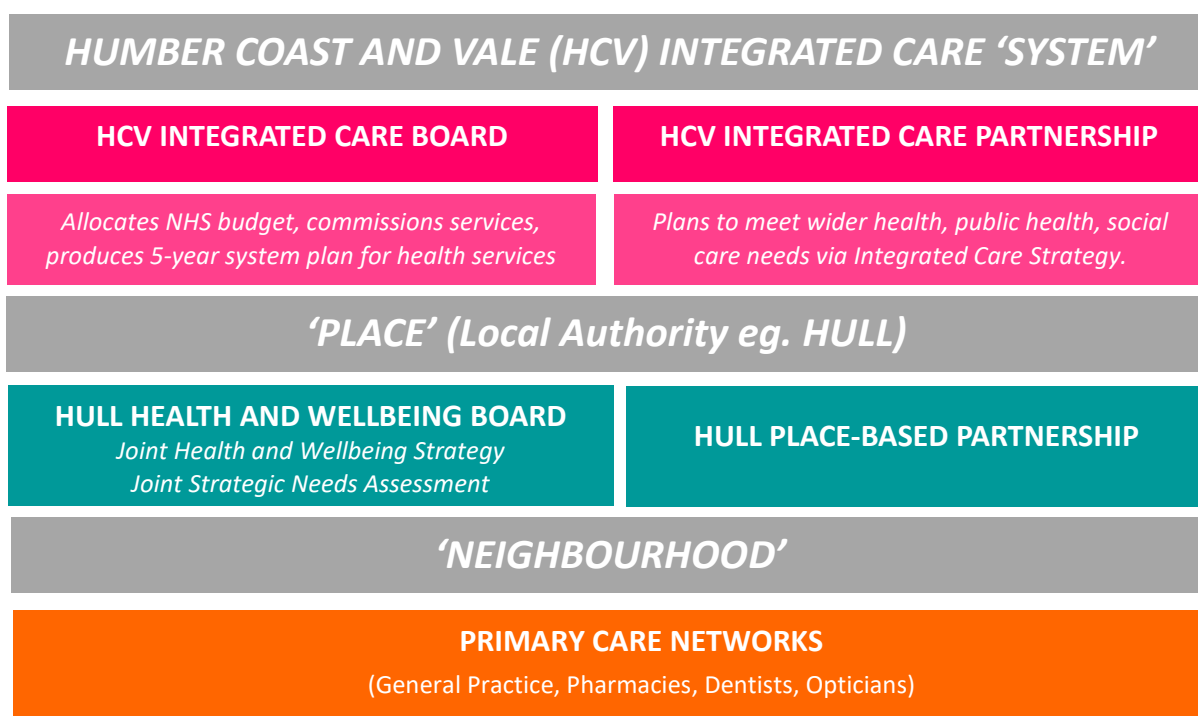 HUMBER COAST AND VALE (HCV) INTEGRATED CARE ‘SYSTEM’
HCV INTEGRATED CARE BOARD
HCV INTEGRATED CARE PARTNERSHIP
Allocates NHS budget, commissions services,
produces 5-year system plan for health services
Plans to meet wider health, public health, social
care needs via Integrated Care Strategy.
‘PLACE’ (Local Authority eg. HULL)
HULL HEALTH AND WELLBEING BOARD
Joint Health and Wellbeing Strategy
Joint Strategic Needs Assessment
HULL PLACE-BASED PARTNERSHIP
‘NEIGHBOURHOOD’
PRIMARY CARE NETWORKS
(General Practice, Pharmacies, Dentists, Opticians)